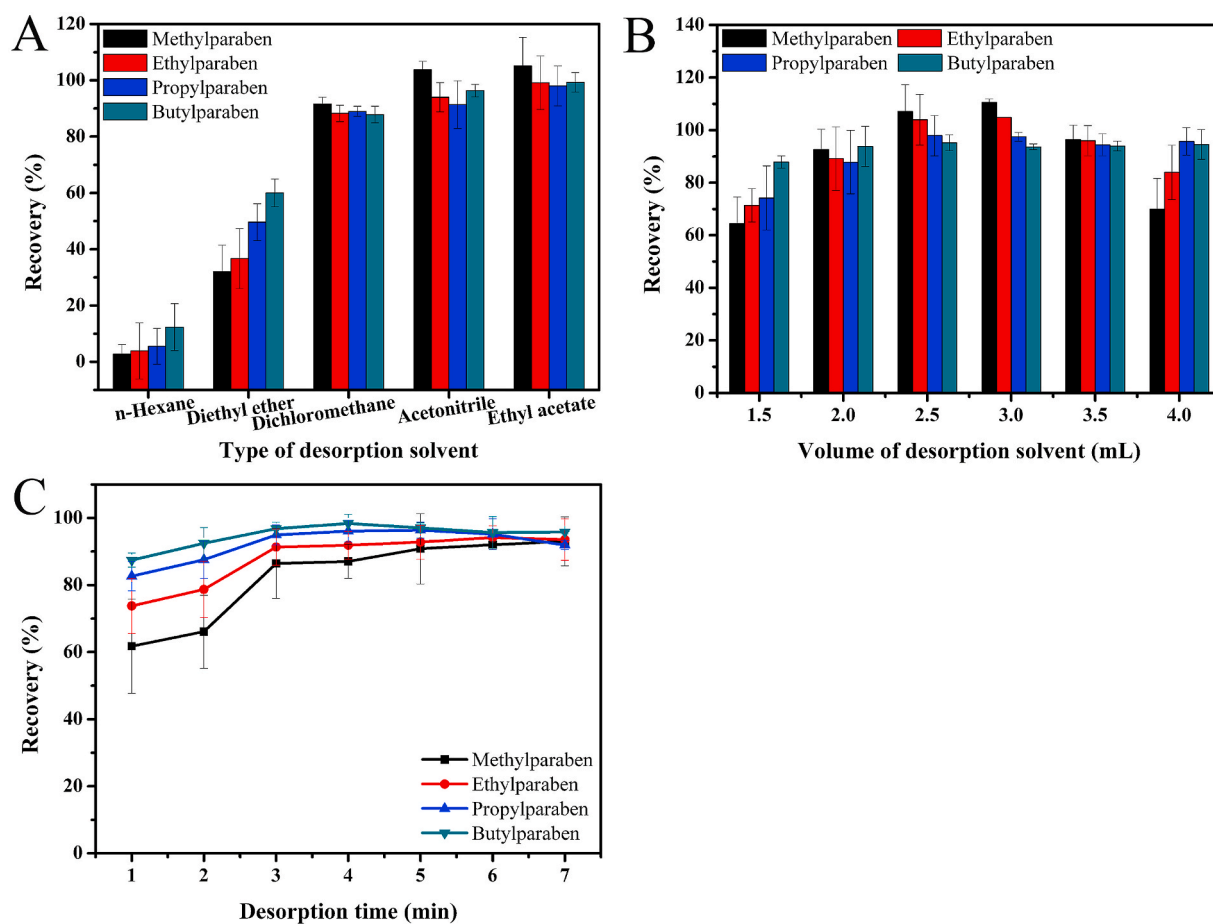 A
Recovery (%)
120
100
80
60
40
20
0
Methylparaben
Ethylparaben
Propylparaben
Butylparaben
n-Hexane
Diethyl ether
Dichloromethane
Acetonitrile
Ethyl acetate
Type of desorption solvent
B
Recovery (%)
140
120
100
80
60
40
20
0
Methylparaben Ethylparaben
Propylparaben Butylparaben
1.5 2.0 2.5 3.0 3.5 4.0
Volume of desorption solvent (mL)
C
Recovery (%)
100
80
60
40
20
0
Methylparaben
Ethylparaben
Propylparaben
Butylparaben
1 2 3 4 5 6 7
Desorption time (min)